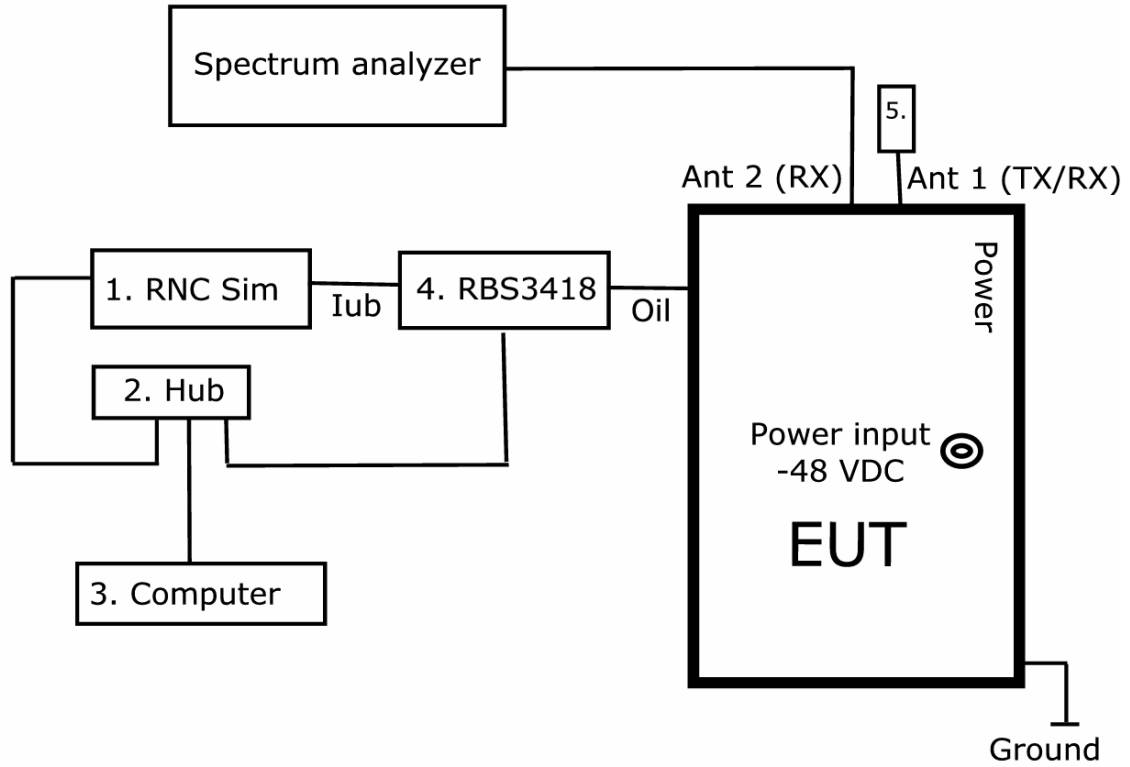 Spectrum analyzer
5.
Ant 2 (RX)
Ant 1 (TX/RX)
Power
1. RNC Sim
Iub
4. RBS3418
Oil
2. Hub
Power input
-48 VDC
EUT
3. Computer
Ground